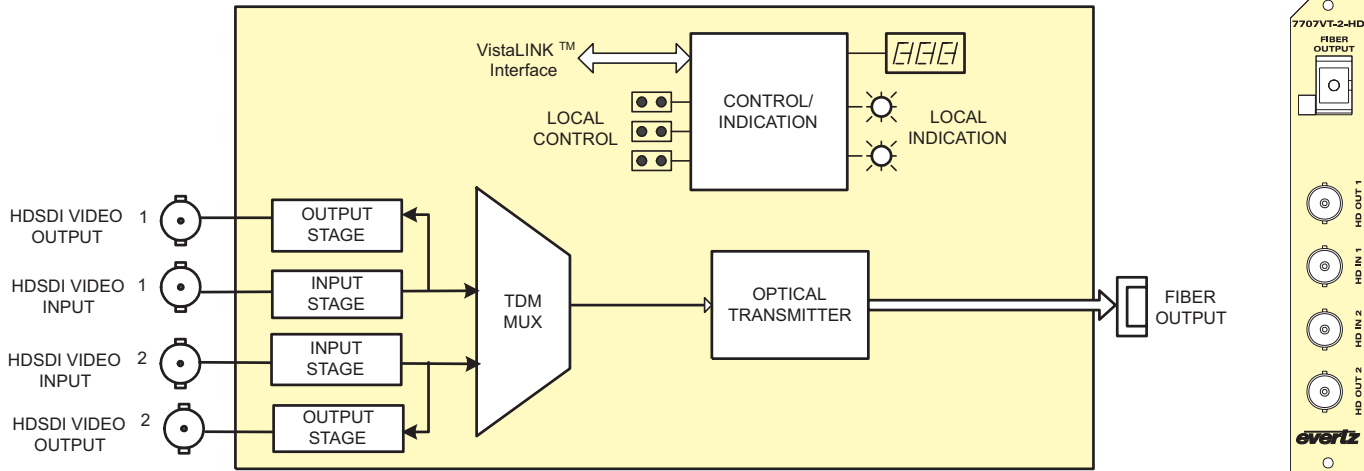 VistaLINK TM
Interface
LOCAL
CONTROL
CONTROL/
INDICATION
LOCAL
INDICATION
HDSDI VIDEO
OUTPUT
1
OUTPUT
STAGE
HDSDI VIDEO
INPUT
1
INPUT
STAGE
HDSDI VIDEO
INPUT
2
INPUT
STAGE
HDSDI VIDEO
OUTPUT
2
OUTPUT
STAGE
TDM
MUX
OPTICAL
TRANSMITTER
FIBER
OUTPUT
7707VT-2-HD
FIBER
OUTPUT
HD OUT 1
HD IN 1
HD IN 2
HD OUT 2
evertz